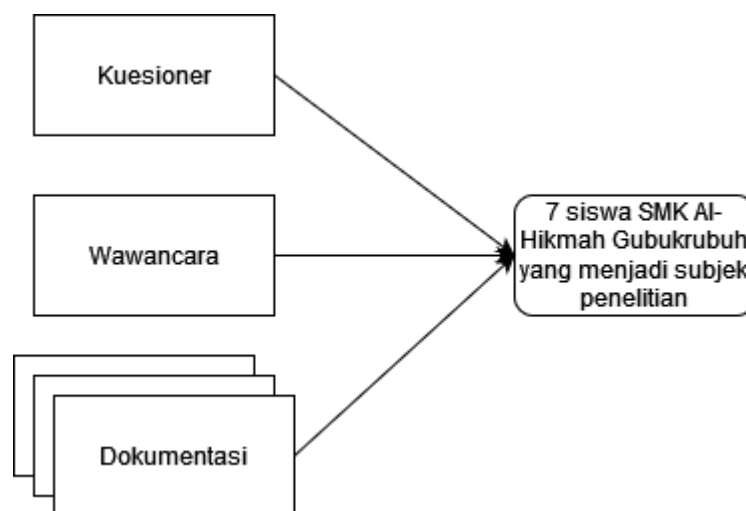 Kuesioner
Wawancara
7 siswa SMK Al-
Hikmah Gubukrubuh
yang menjadi subjek
penelitian
Dokumentasi